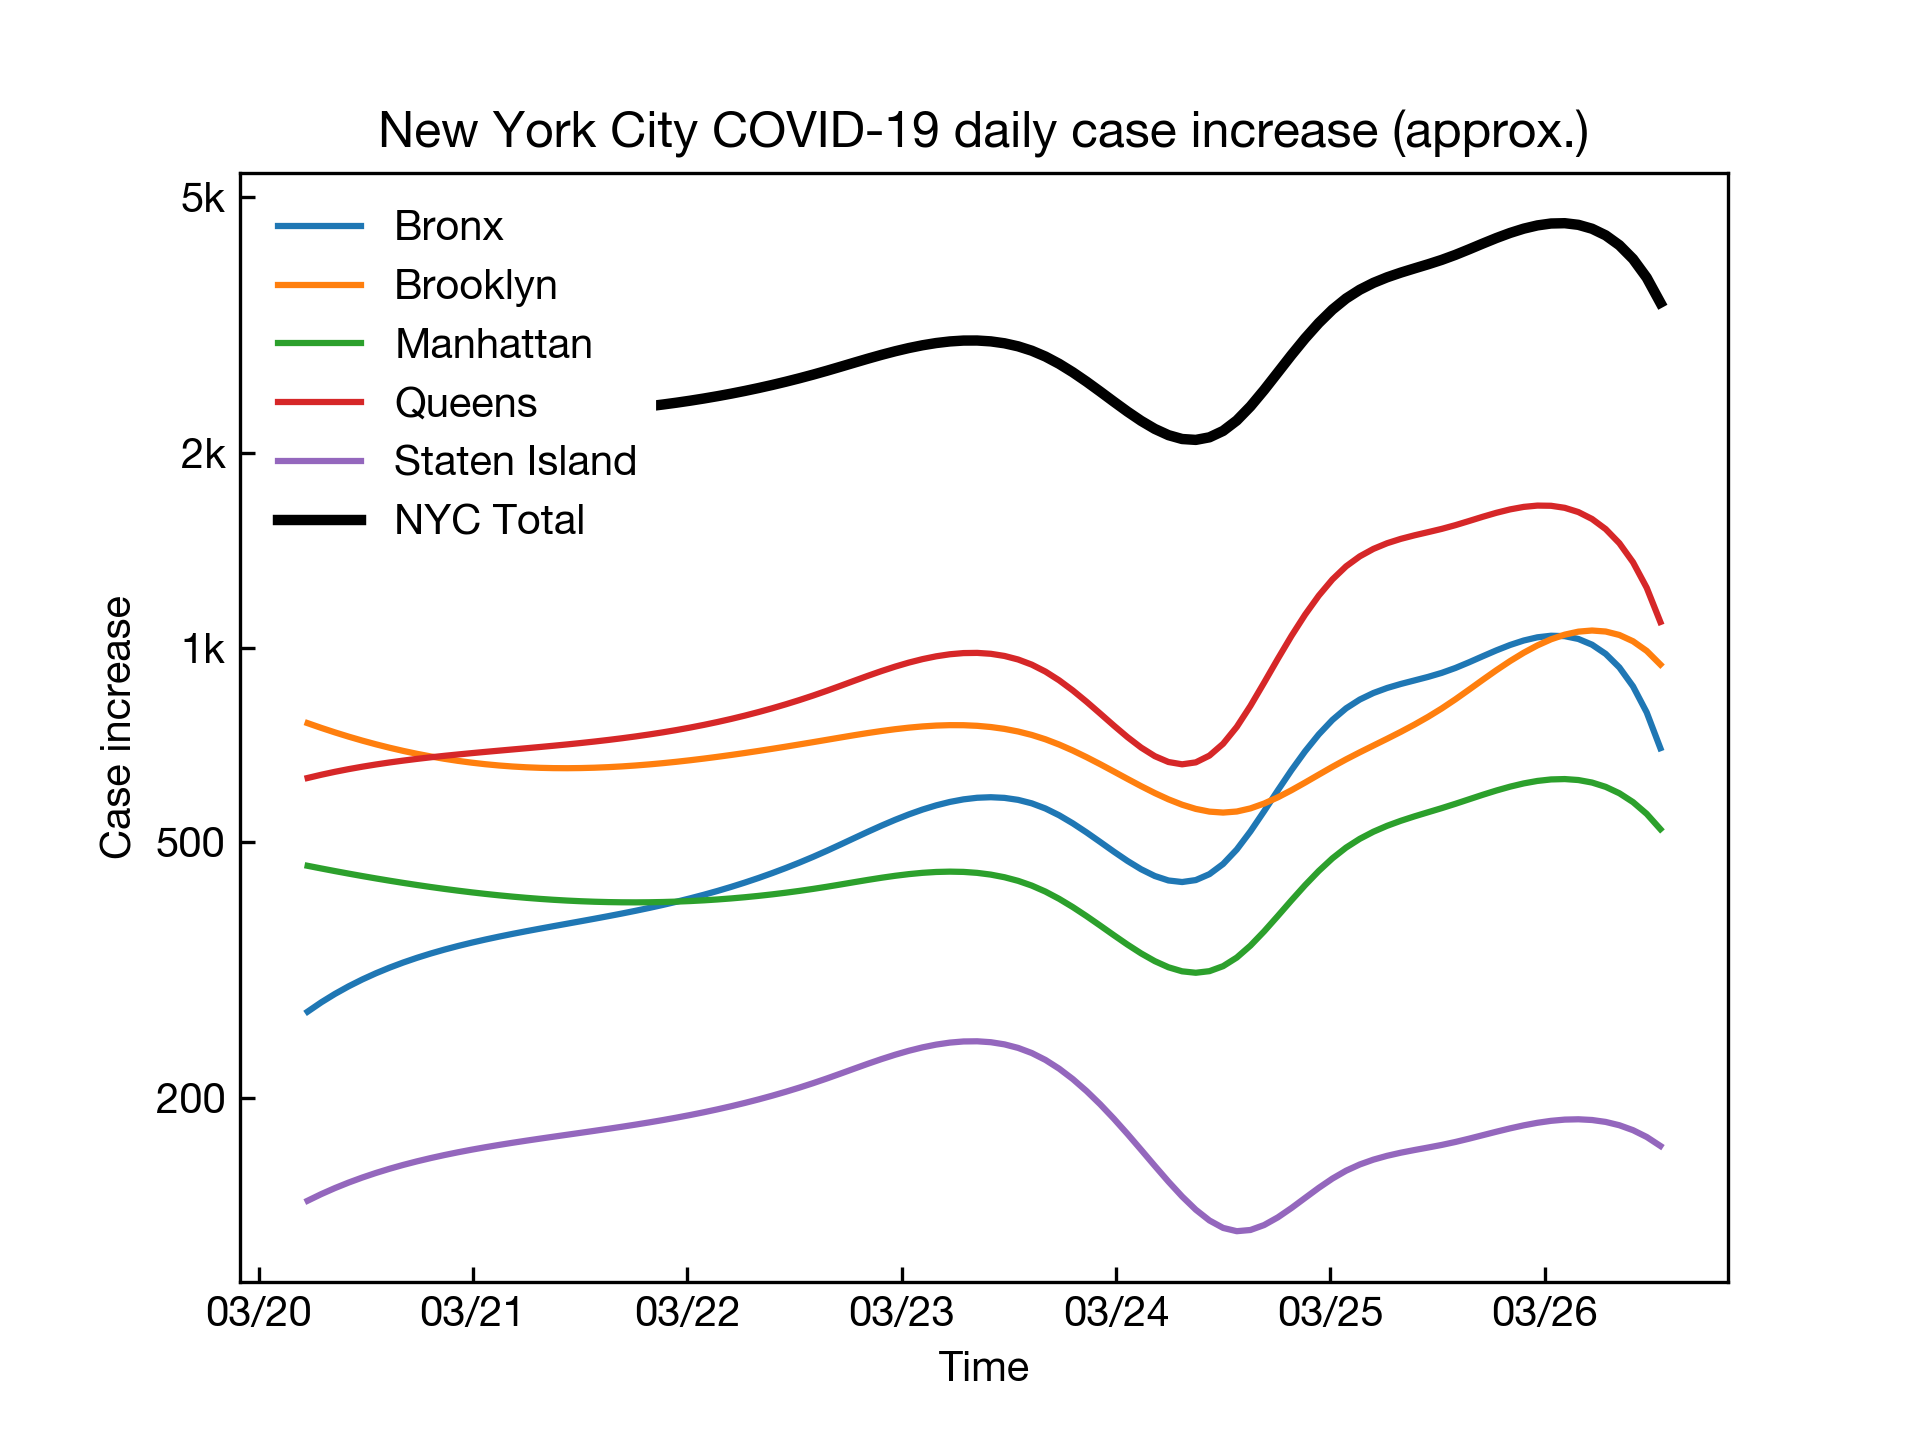 New York City COVID-19 daily case increase (approx.)
5k
2k
1k
500
200
Case increase
Bronx
Brooklyn
Manhattan
Queens
Staten Island
NYC Total
03/20 03/21 03/22 03/23 03/24 03/25 03/26
Time